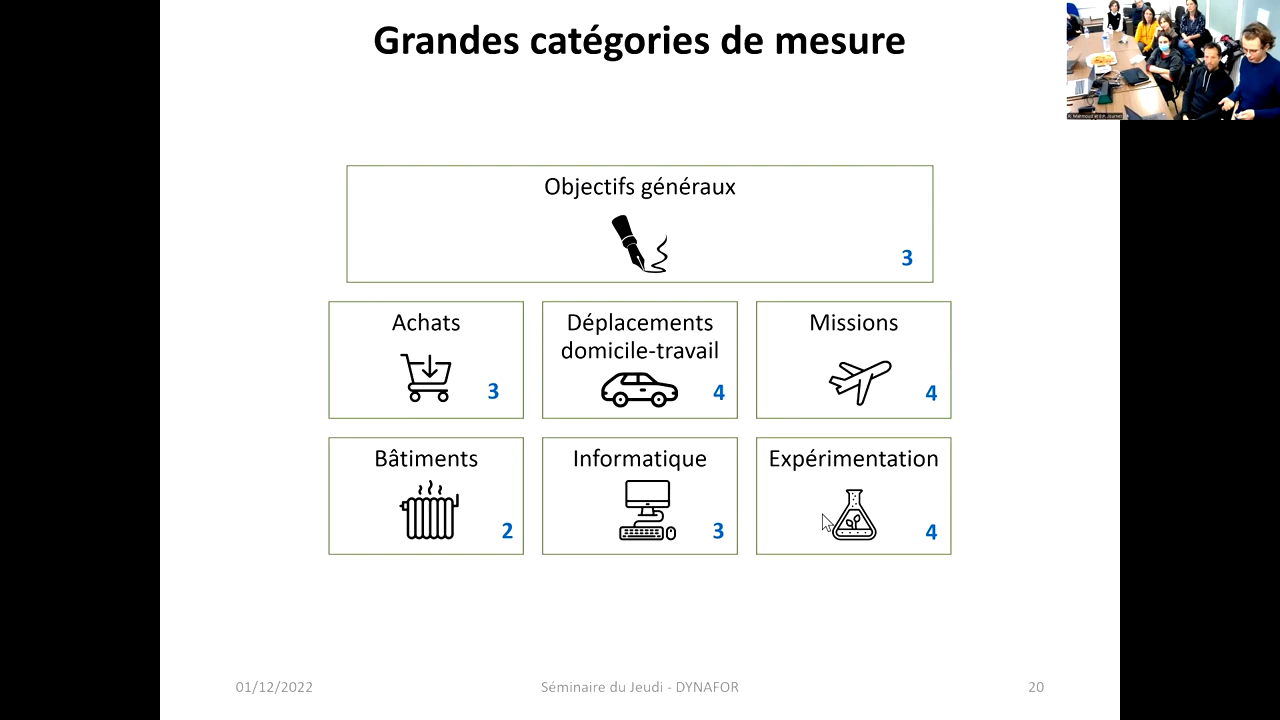 Grandes catégories de mesure
Objectifs généraux
3
Achats
3
Déplacements
domicile-travail
4
Missions
4
Bâtiments
2
Informatique
3
Expérimentation
4
01/12/2022
Séminaire du Jeudi - DYNAFOR
20